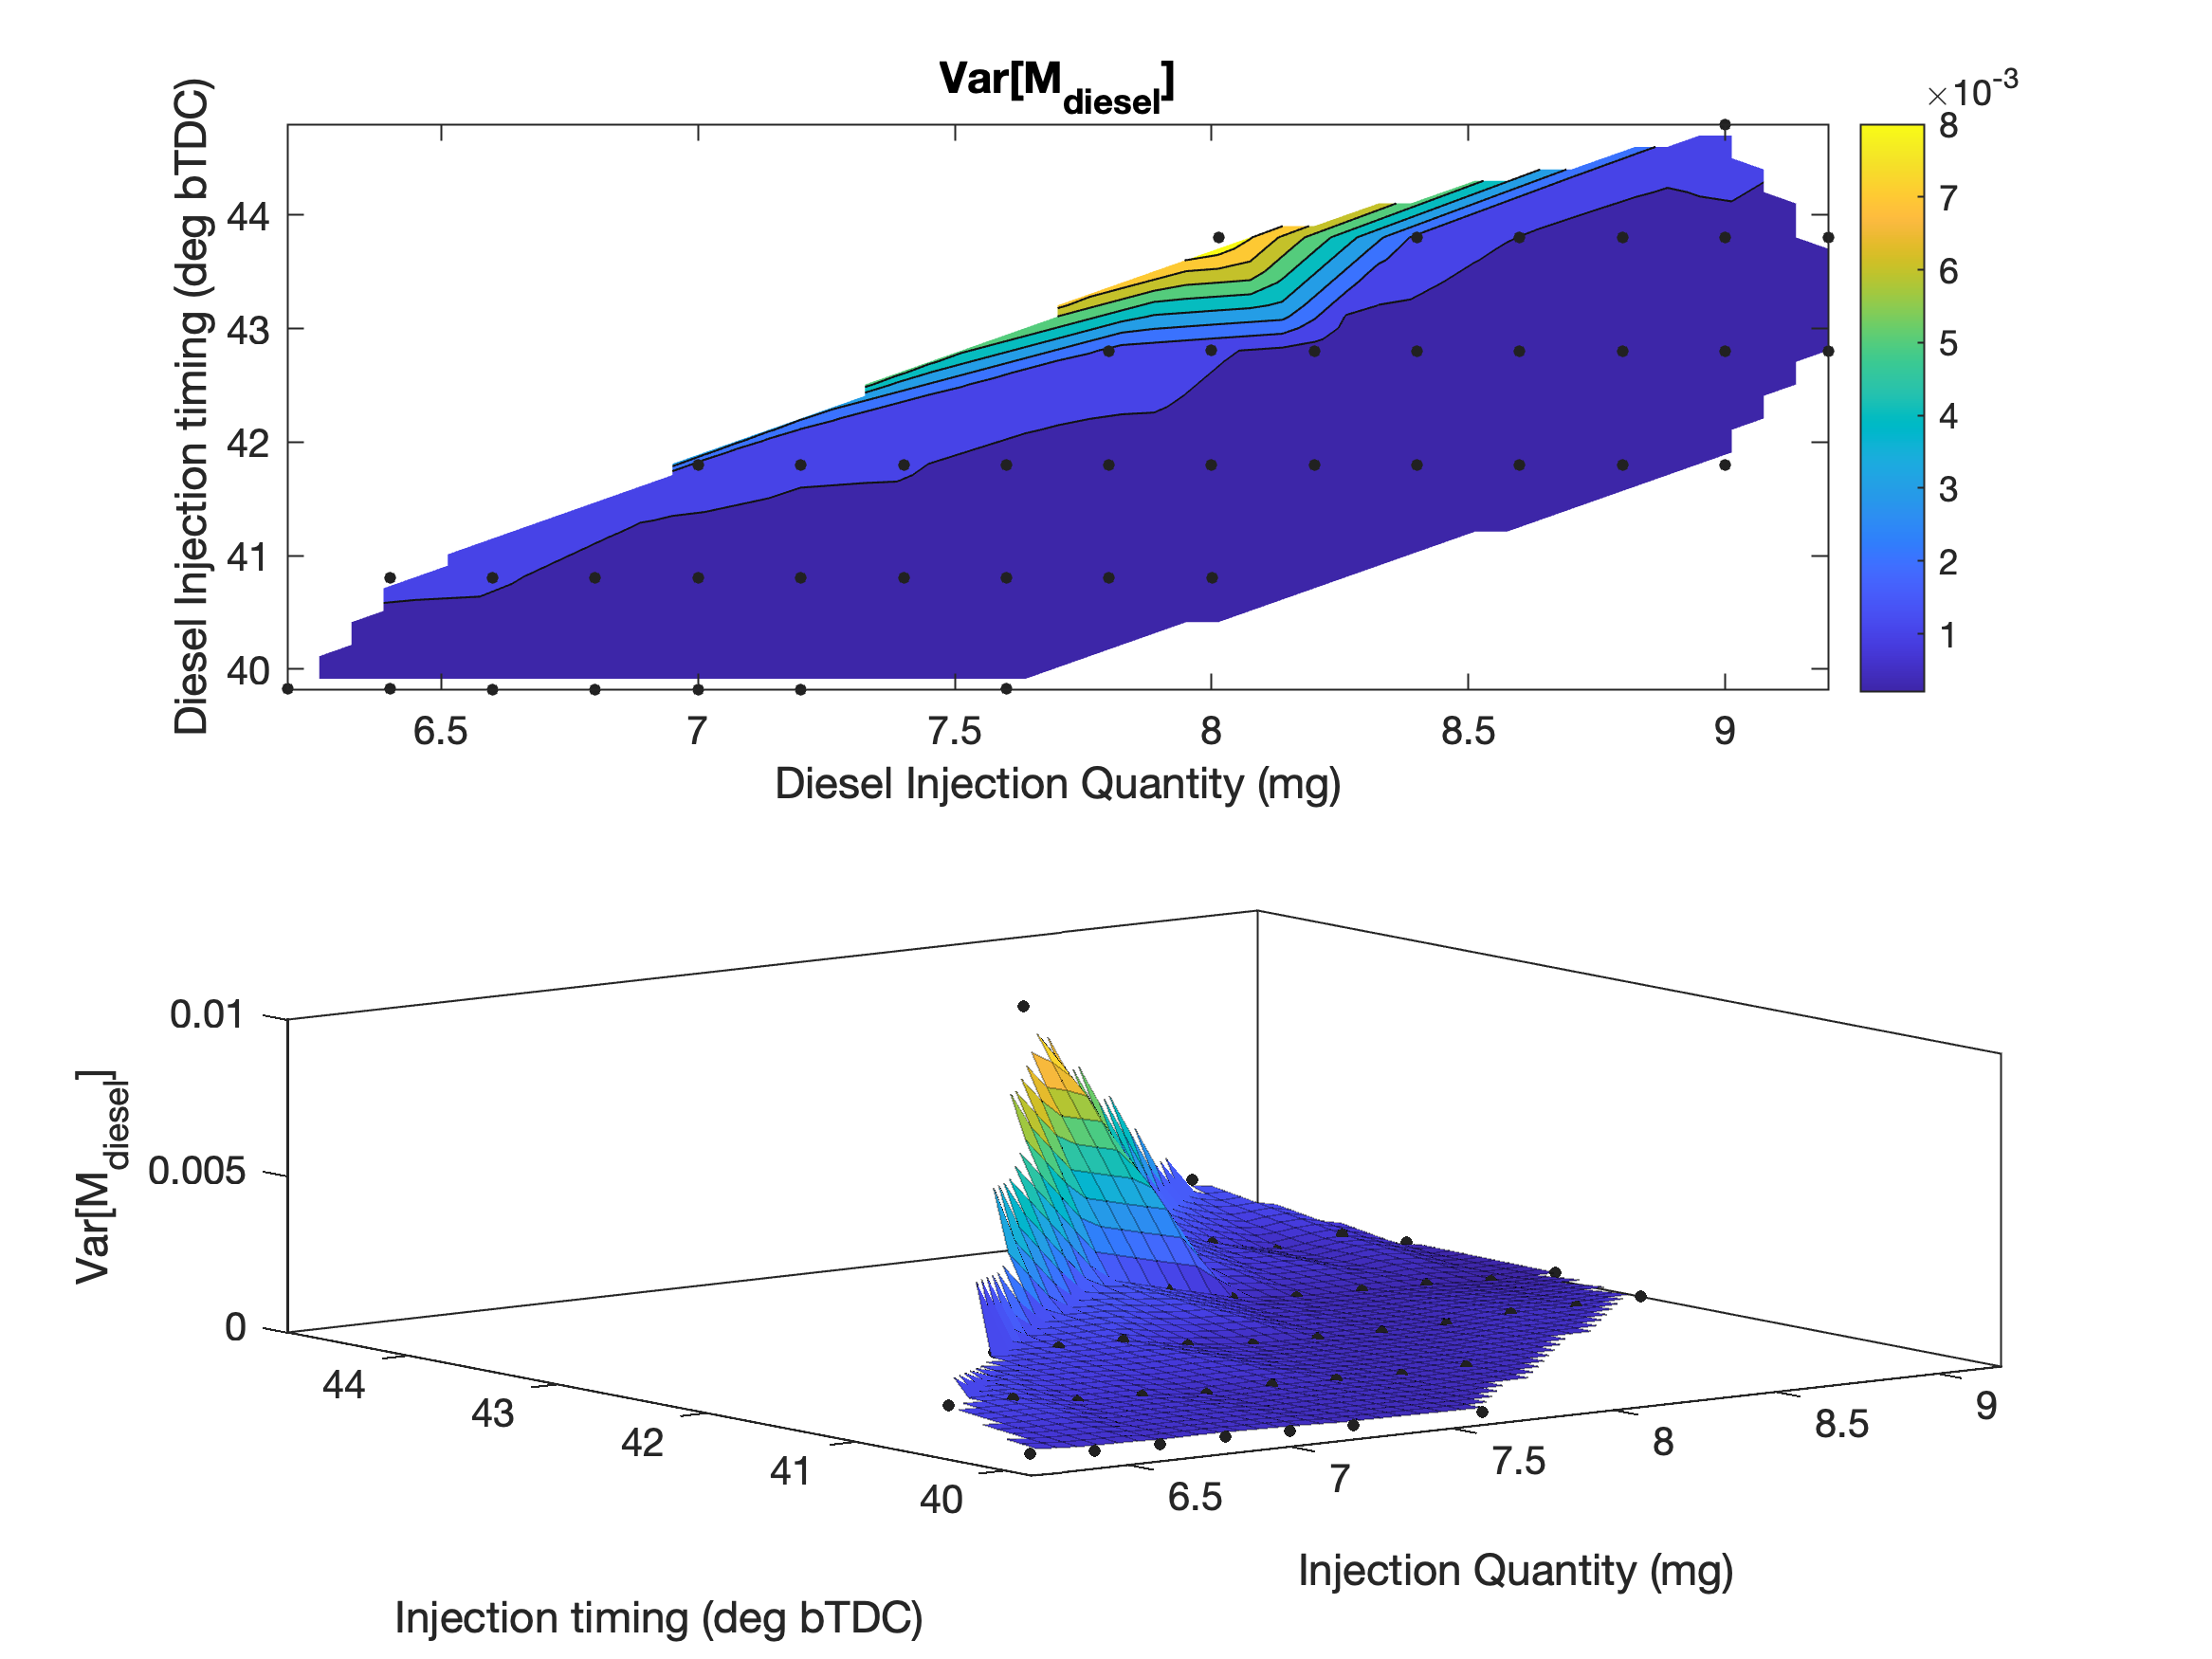 Var[M_diesel]
×10^-3
Diesel Injection timing (deg bTDC)
44
43
42
41
40
8
7
6
5
4
3
2
1
6.5 7 7.5 8 8.5 9
Diesel Injection Quantity (mg)
Var[M_diesel]
0.01
0.005
0
44 43 42 41 40
6.5 7 7.5 8 8.5 9
Injection Quantity (mg)
Injection timing (deg bTDC)